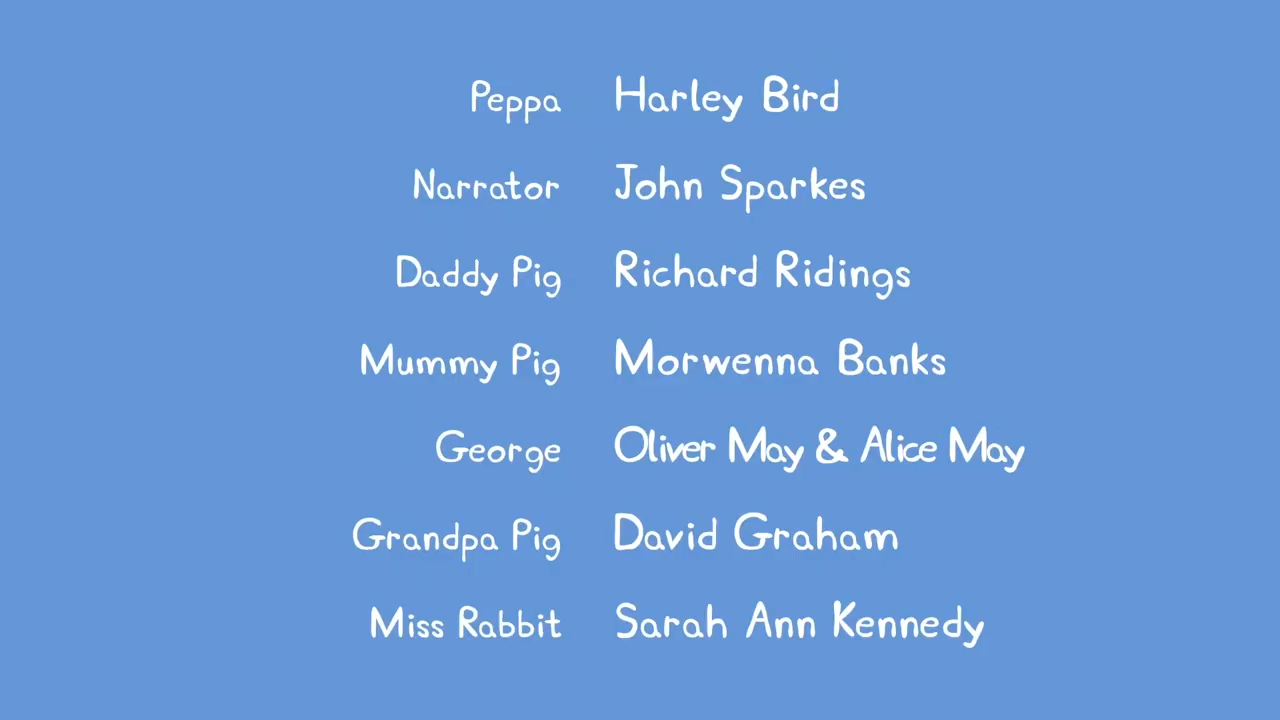 Peppa Harley Bird
Narrator John Sparkes
Daddy Pig Richard Ridings
Mummy Pig Morwenna Banks
George Oliver May & Alice May
Grandpa Pig David Graham
Miss Rabbit Sarah Ann Kennedy